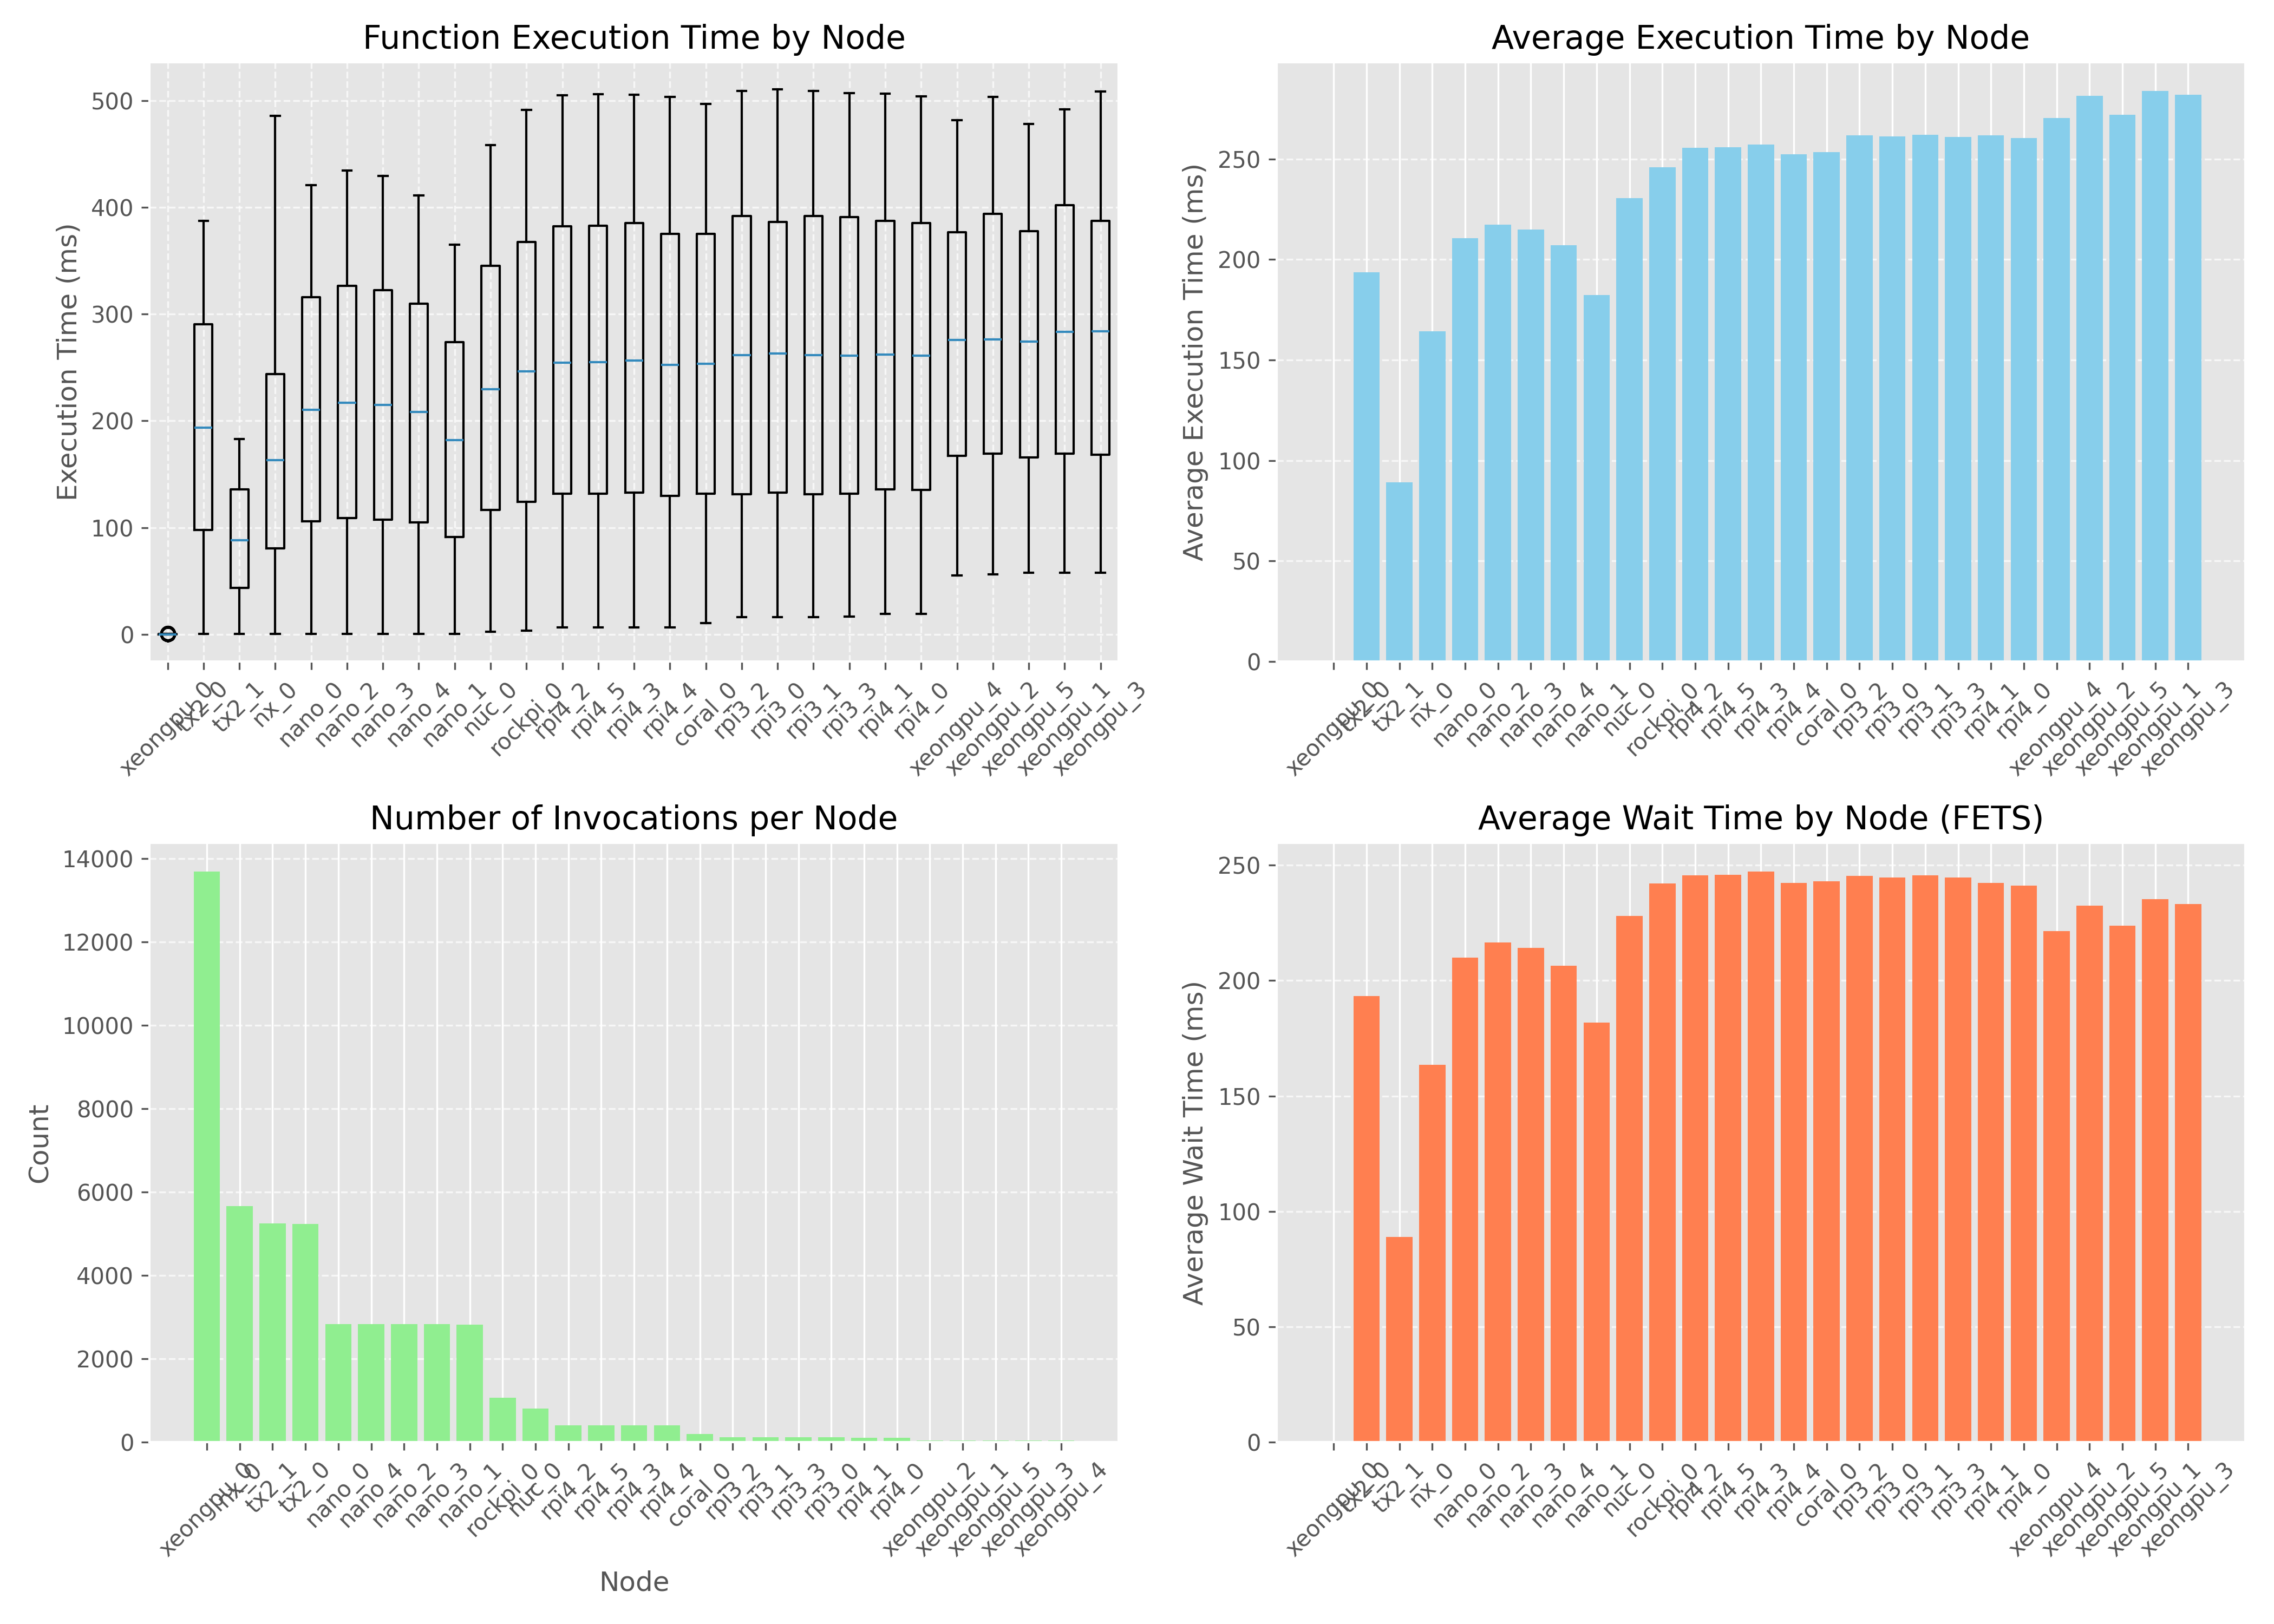 Function Execution Time by Node
Execution Time (ms)
500
400
300
200
100
0
xeongpu_0
tx2_0
tx2_1
nx_0
nano_0
nano_2
nano_3
nano_4
nano_1
nuc_0
rockpi_0
rpi4_2
rpi4_5
rpi4_3
rpi4_4
coral_0
rpi3_2
rpi3_0
rpi3_1
rpi3_3
rpi4_1
rpi4_0
xeongpu_4
xeongpu_2
xeongpu_5
xeongpu_1
xeongpu_3
Average Execution Time by Node
Average Execution Time (ms)
250
200
150
100
50
0
xeongpu_0
tx2_0
tx2_1
nx_0
nano_0
nano_2
nano_3
nano_4
nano_1
nuc_0
rockpi_0
rpi4_2
rpi4_5
rpi4_3
rpi4_4
coral_0
rpi3_2
rpi3_0
rpi3_1
rpi3_3
rpi4_1
rpi4_0
xeongpu_4
xeongpu_2
xeongpu_5
xeongpu_1
xeongpu_3
Number of Invocations per Node
Count
14000
12000
10000
8000
6000
4000
2000
0
xeongpu_0
nx_0
tx2_1
tx2_0
nano_0
nano_4
nano_2
nano_3
nano_1
rockpi_0
nuc_0
rpi4_2
rpi4_5
rpi4_3
rpi4_4
coral_0
rpi3_2
rpi3_1
rpi3_3
rpi3_0
rpi4_1
rpi4_0
xeongpu_2
xeongpu_1
xeongpu_5
xeongpu_3
xeongpu_4
Node
Average Wait Time by Node (FETS)
Average Wait Time (ms)
250
200
150
100
50
0
xeongpu_0
tx2_0
tx2_1
nx_0
nano_0
nano_2
nano_3
nano_4
nano_1
nuc_0
rockpi_0
rpi4_2
rpi4_5
rpi4_3
rpi4_4
coral_0
rpi3_2
rpi3_0
rpi3_1
rpi3_3
rpi4_1
rpi4_0
xeongpu_4
xeongpu_2
xeongpu_5
xeongpu_1
xeongpu_3